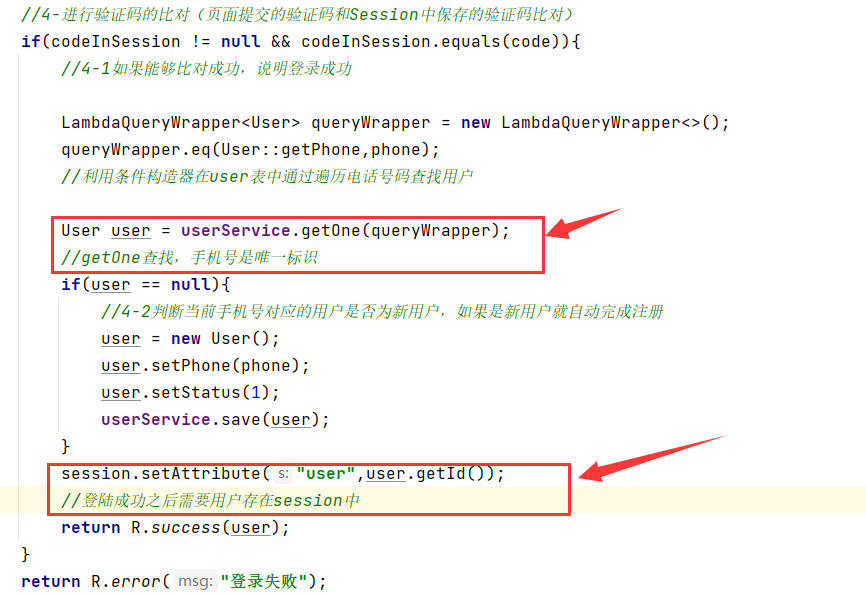 //4-进行验证码的比对（页面提交的验证码和Session中保存的验证码比对）
if(codeInSession != null && codeInSession.equals(code)){
//4-1如果能够比对成功，说明登录成功
LambdaQueryWrapper<User> queryWrapper = new LambdaQueryWrapper<>();
queryWrapper.eq(User::getPhone,phone);
//利用条件构造器在user表中通过遍历电话号码查找用户
User user = userService.getOne(queryWrapper);
//getOne查找，手机号是唯一标识
if(user == null){
//4-2判断当前手机号对应的用户是否为新用户，如果是新用户就自动完成注册
user = new User();
user.setPhone(phone);
user.setStatus(1);
userService.save(user);
}
session.setAttribute( s: "user",user.getId());
//登陆成功之后需要用户存在session中
return R.success(user);
}
return R.error( msg: "登录失败");